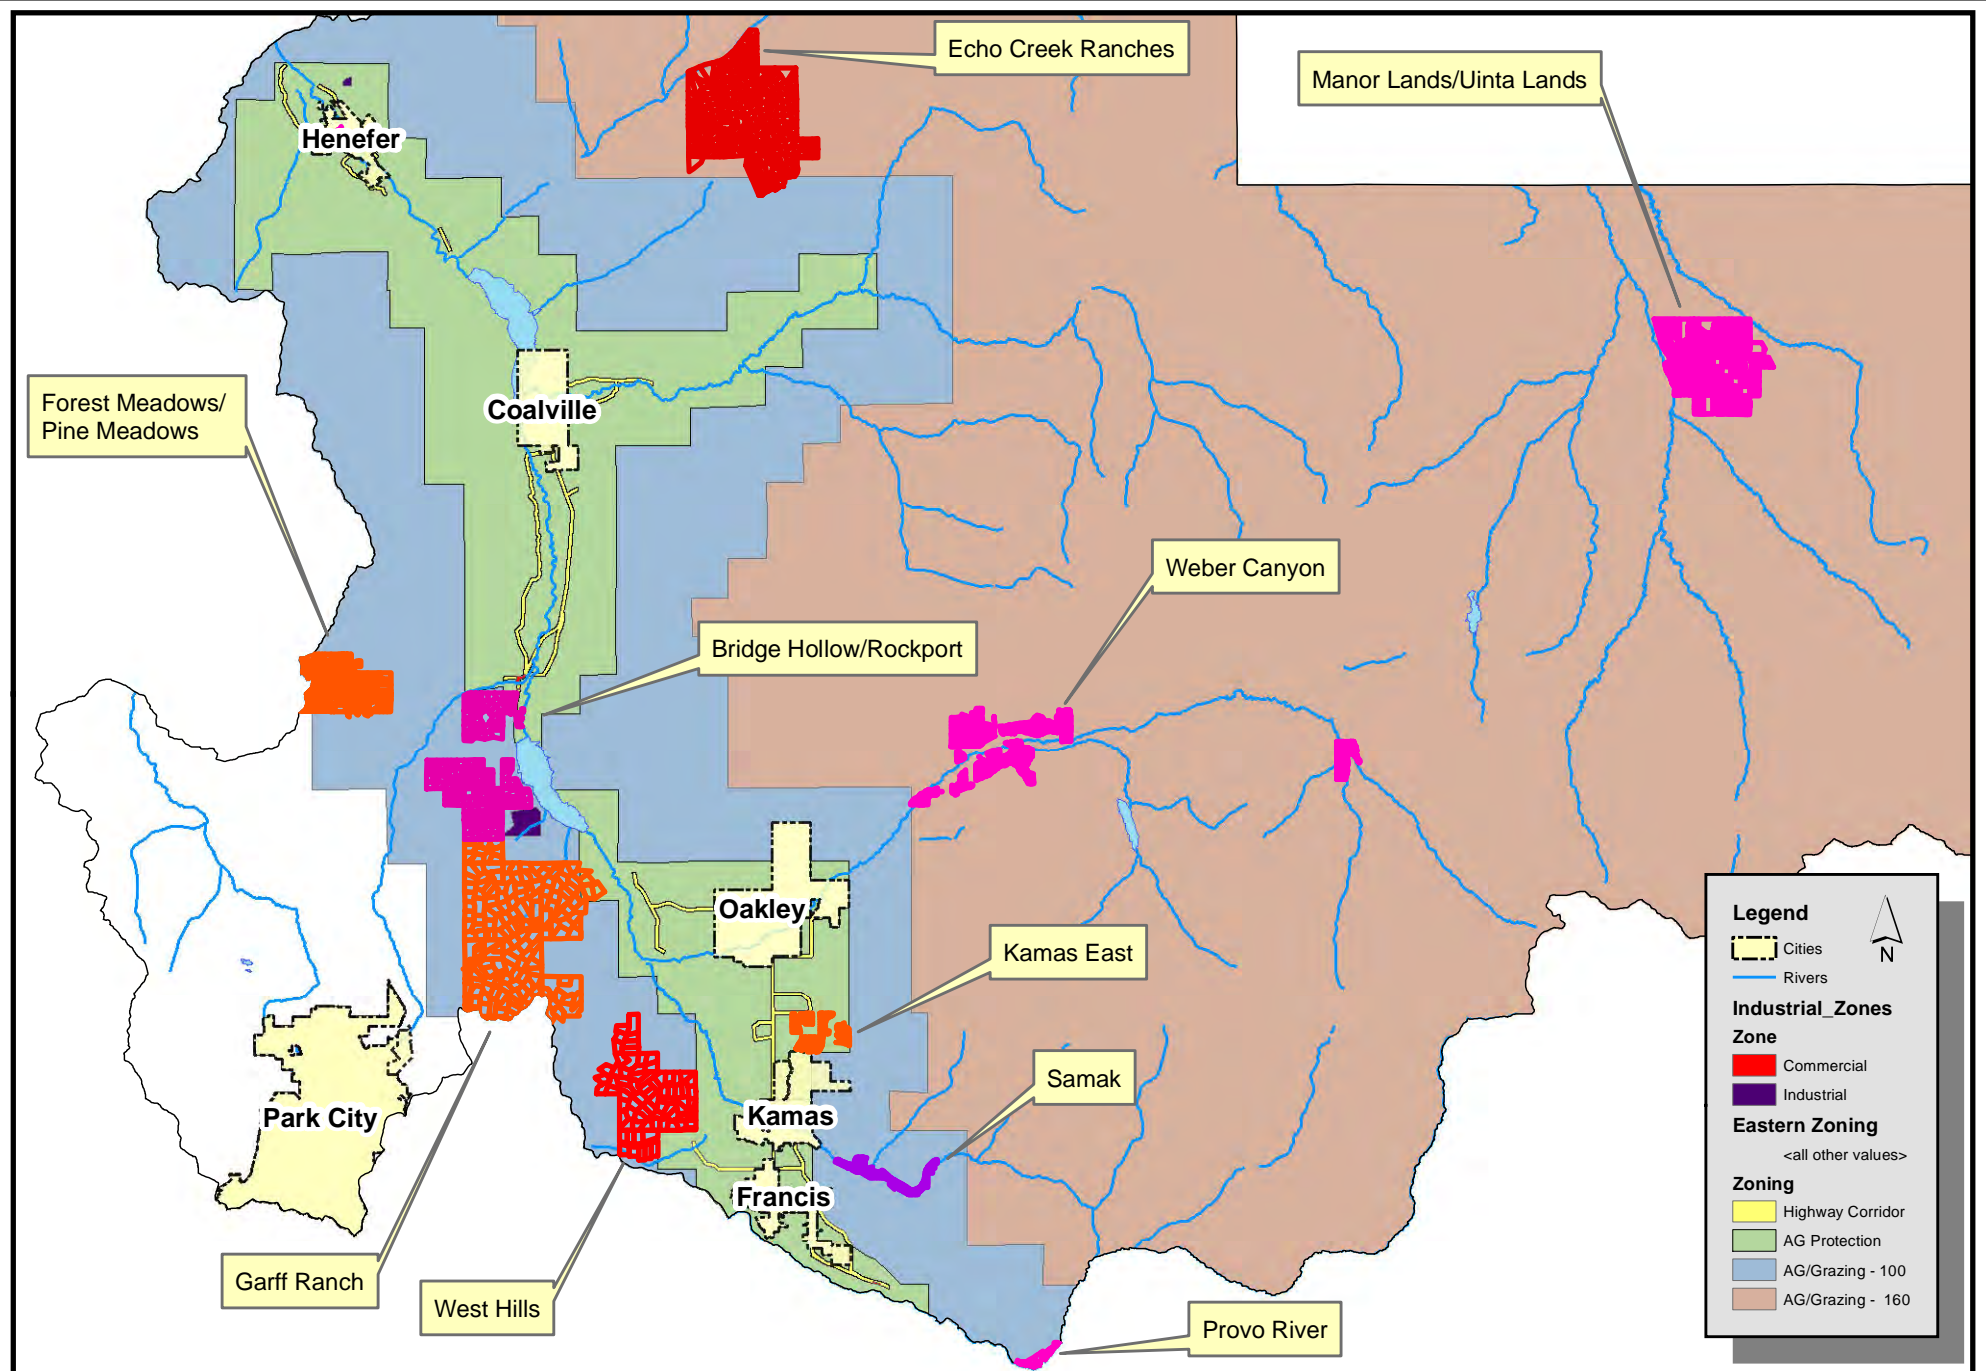 Echo Creek Ranches
Manor Lands/Uinta Lands
Henefer
Forest Meadows/
Pine Meadows
Coalville
Weber Canyon
Bridge Hollow/Rockport
Oakley
Kamas East
Samak
Park City
Kamas
Francis
Garff Ranch
West Hills
Provo River
Legend
N
Cities
Rivers
Industrial_Zones
Zone
Commercial
Industrial
Eastern Zoning
<all other values>
Zoning
Highway Corridor
AG Protection
AG/Grazing - 100
AG/Grazing -  160